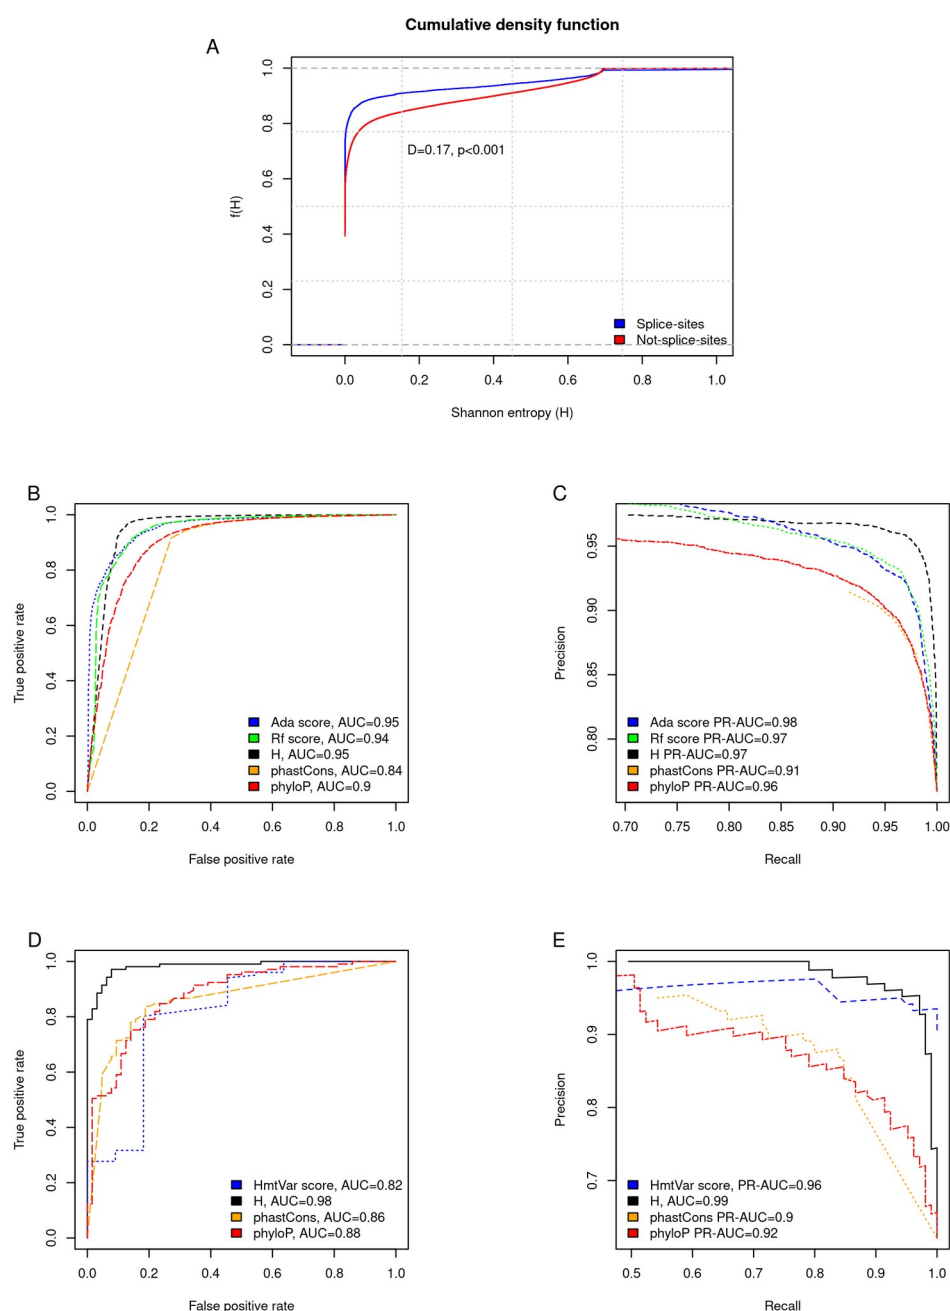 Cumulative density function
A
f(H)
0.0 0.2 0.4 0.6 0.8 1.0
D=0.17, p<0.001
Splice-sites
Not-splice-sites
0.0 0.2 0.4 0.6 0.8 1.0
Shannon entropy (H)
B
True positive rate
0.0 0.2 0.4 0.6 0.8 1.0
Ada score, AUC=0.95
Rf score, AUC=0.94
H, AUC=0.95
phastCons, AUC=0.84
phyloP, AUC=0.9
0.0 0.2 0.4 0.6 0.8 1.0
False positive rate
C
Precision
0.80 0.85 0.90 0.95
Ada score PR-AUC=0.98
Rf score PR-AUC=0.97
H PR-AUC=0.97
phastCons PR-AUC=0.91
phyloP PR-AUC=0.96
0.70 0.75 0.80 0.85 0.90 0.95 1.00
Recall
D
True positive rate
0.0 0.2 0.4 0.6 0.8 1.0
HmtVar score, AUC=0.82
H, AUC=0.98
phastCons, AUC=0.86
phyloP, AUC=0.88
0.0 0.2 0.4 0.6 0.8 1.0
False positive rate
E
Precision
0.7 0.8 0.9 1.0
HmtVar score, PR-AUC=0.96
H, AUC=0.99
phastCons PR-AUC=0.9
phyloP PR-AUC=0.92
0.5 0.6 0.7 0.8 0.9 1.0
Recall